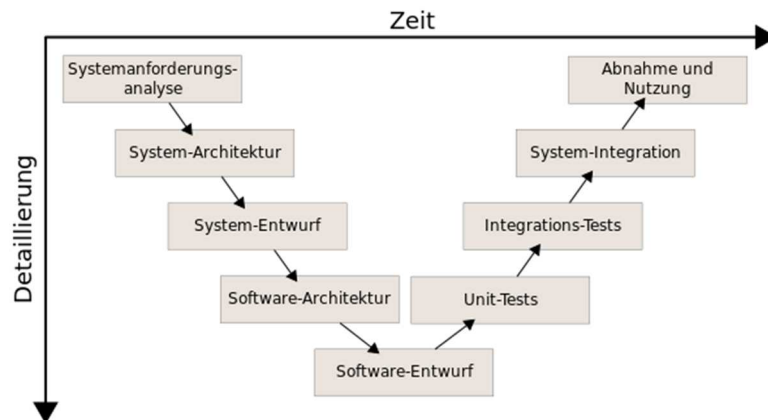 Zeit
Detaillierung
Systemanforderungs-
analyse
Abnahme und
Nutzung
System-Architektur
System-Integration
System-Entwurf
Integrations-Tests
Software-Architektur
Unit-Tests
Software-Entwurf